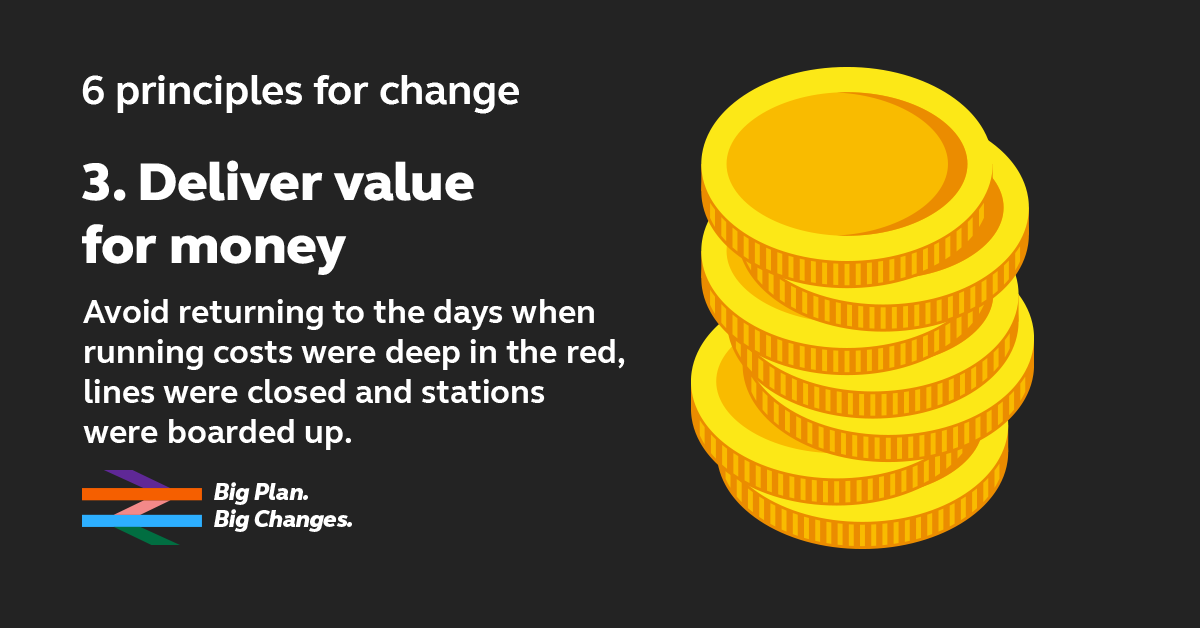 6 principles for change
3. Deliver value
for money
Avoid returning to the days when
running costs were deep in the red,
lines were closed and stations
were boarded up.
Big Plan.
Big Changes.